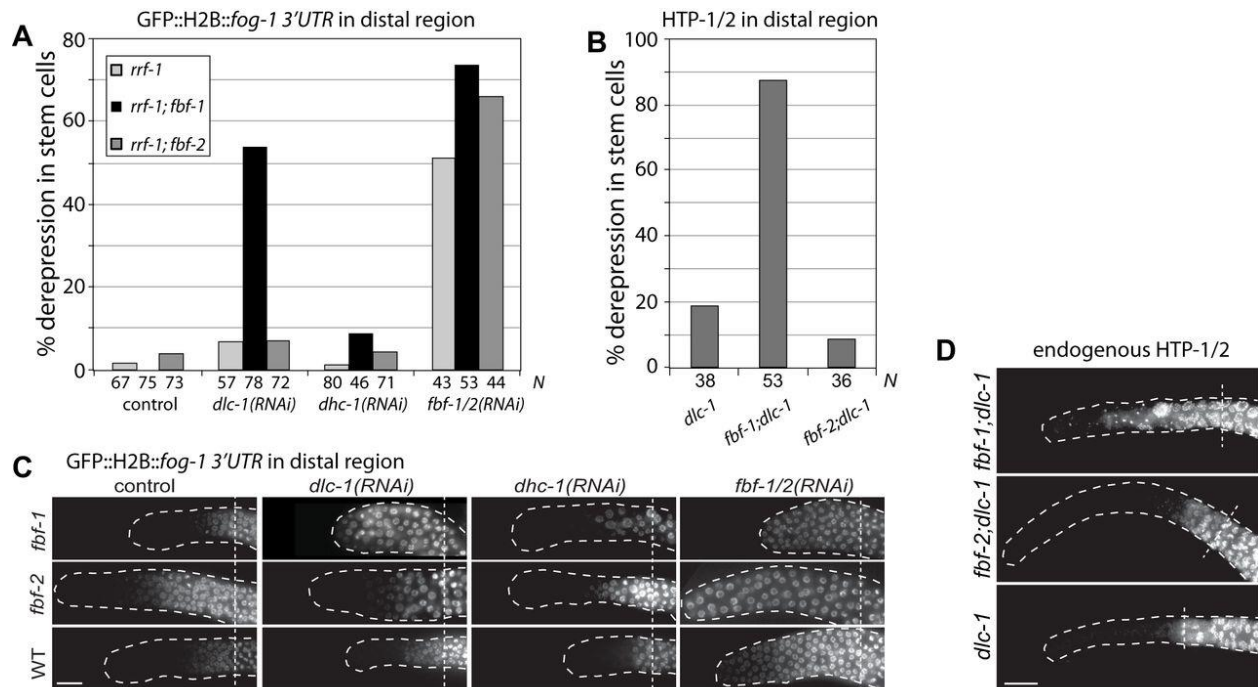 A
GFP::H2B::fog-1 3'UTR in distal region
% derepression in stem cells
80
60
40
20
0
rrf-1
rrf-1; fbf-1
rrf-1; fbf-2
67 75 73 57 78 72 80 46 71 43 53 44 N
control dlc-1(RNAi) dhc-1(RNAi) fbf-1/2(RNAi)
B
HTP-1/2 in distal region
% derepression in stem cells
100
80
60
40
20
0
38 53 36 N
dlc-1
fbf-1;dlc-1
fbf-2;dlc-1
C
GFP::H2B::fog-1 3'UTR in distal region
control dlc-1(RNAi) dhc-1(RNAi) fbf-1/2(RNAi)
fbf-1
fbf-2
WT
D
endogenous HTP-1/2
fbf-1;dlc-1
fbf-2;dlc-1
dlc-1